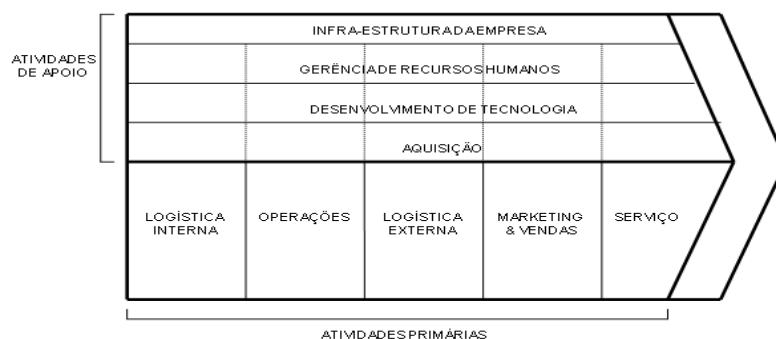 INFRA-ESTRUTURA DA EMPRESA
ATIVIDADES
DE APOIO
GERÊNCIA DE RECURSOS HUMANOS
DESENVOLVIMENTO DE TECNOLOGIA
AQUISIÇÃO
LOGÍSTICA
INTERNA
OPERAÇÕES
LOGÍSTICA
EXTERNA
MARKETING
& VENDAS
SERVIÇO
ATIVIDADES PRIMÁRIAS